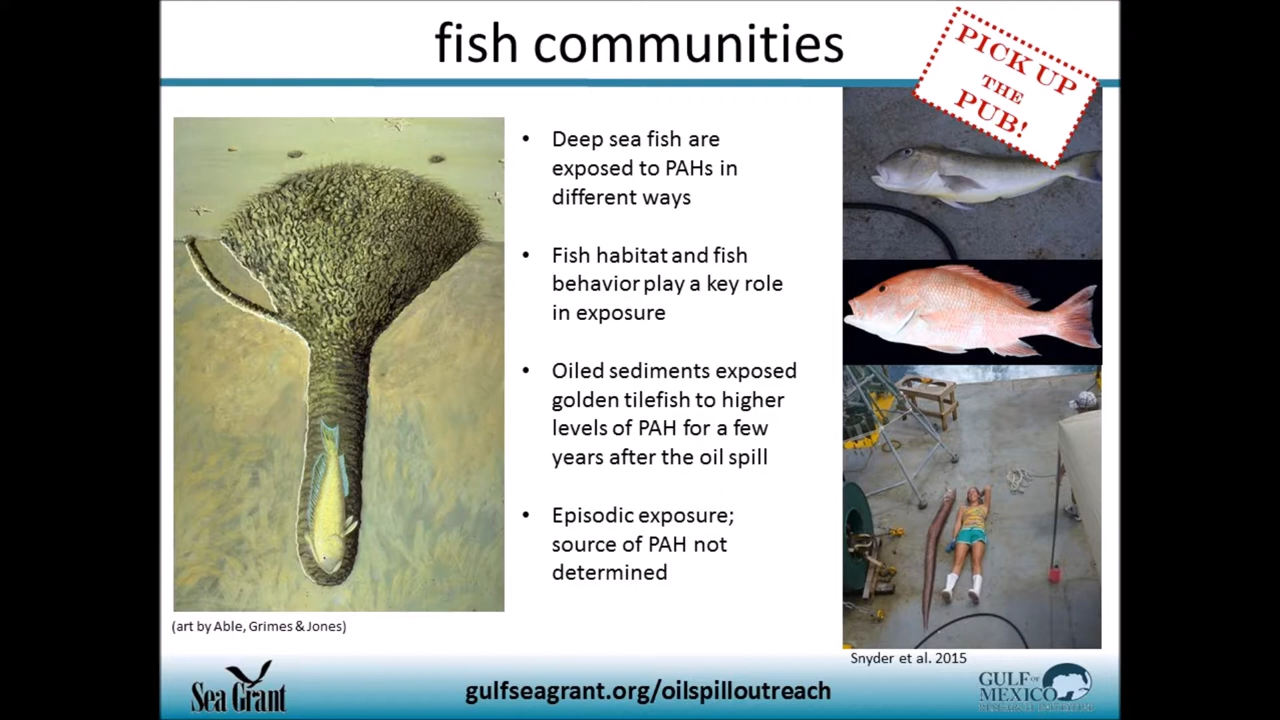 fish communities
PICK UP
THE
PUB!
• Deep sea fish are
exposed to PAHs in
different ways
• Fish habitat and fish
behavior play a key role
in exposure
• Oiled sediments exposed
golden tilefish to higher
levels of PAH for a few
years after the oil spill
• Episodic exposure;
source of PAH not
determined
(art by Able, Grimes & Jones)
Snyder et al. 2015
Sea Grant
gulfseagrant.org/oilspilloutreach
GULF OF
MEXICO
RESEARCH INITIATIVE